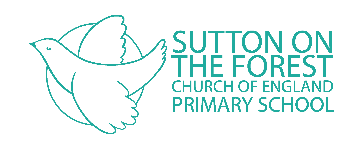 SUTTON ON
THE FOREST
CHURCH OF ENGLAND
PRIMARY SCHOOL